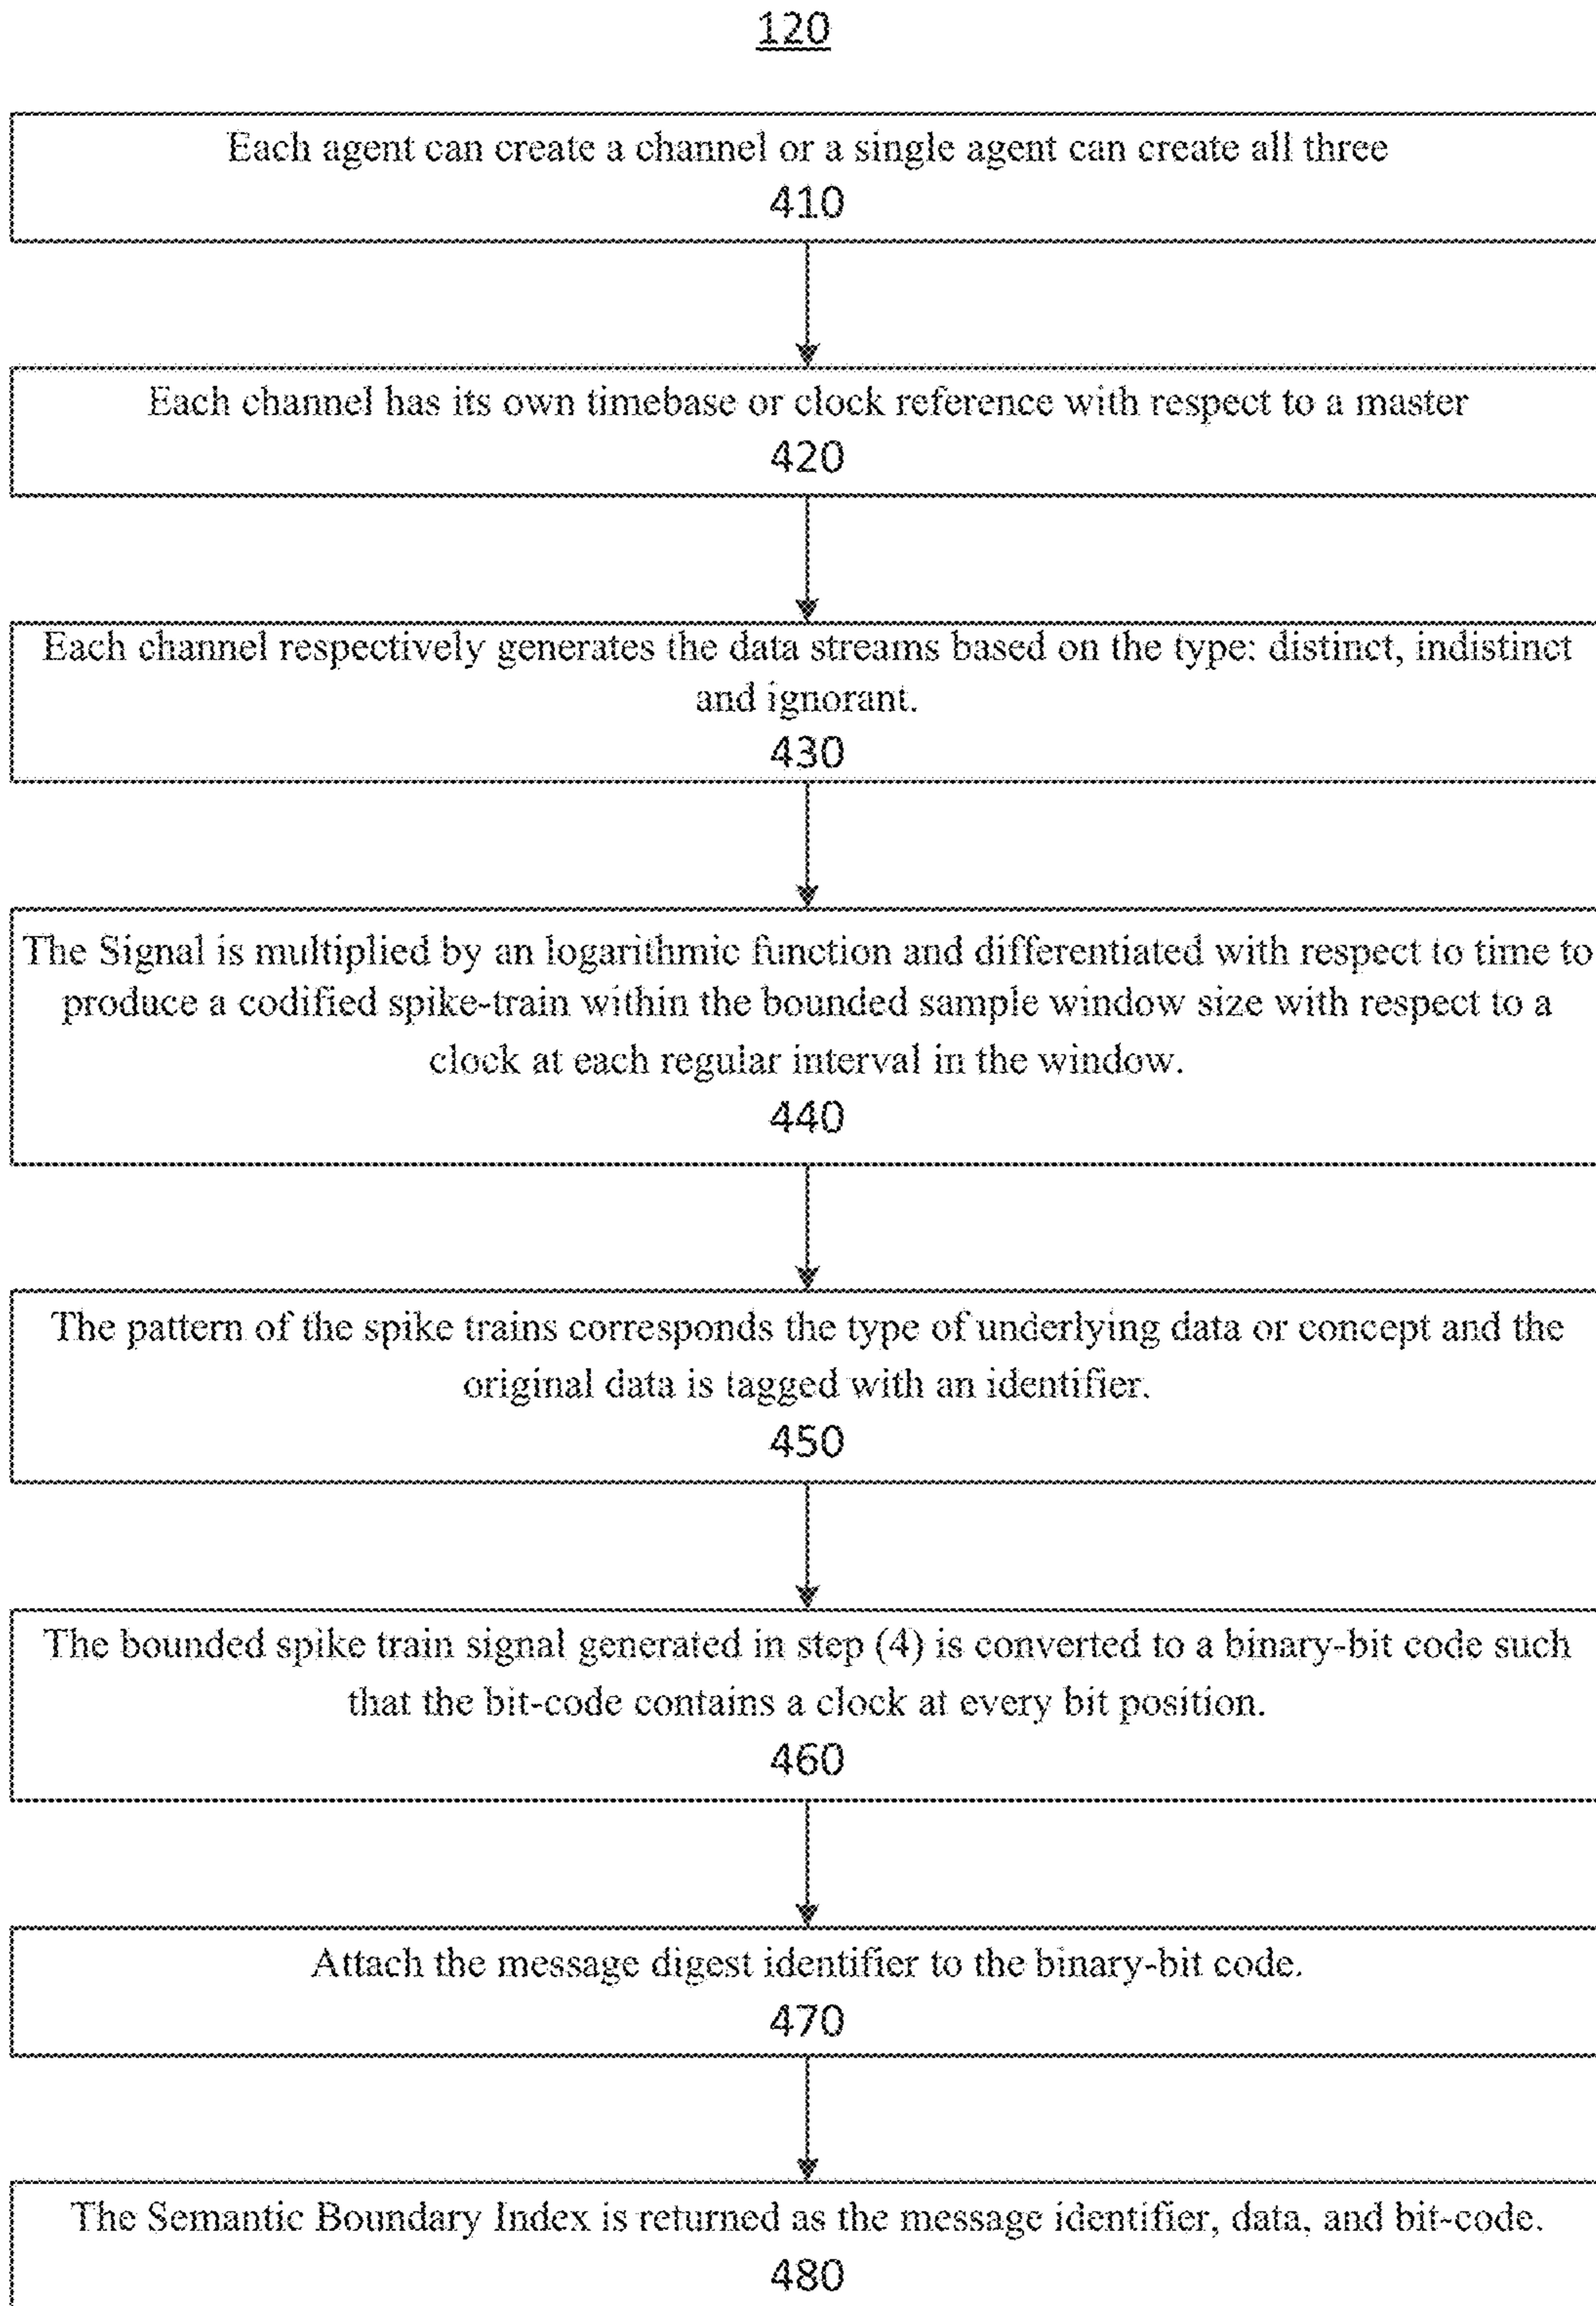 120
Each agent can create a channel or a single agent can create all three
410
Each channel has its own timebase or clock reference with respect to a master
420
Each channel respectively generates the data streams based on the type: distinct, indistinct
and ignorant.
430
The Signal is multiplied by an logarithmic function and differentiated with respect to time to
produce a codified spike-train within the bounded sample window size with respect to a
clock at each regular interval in the window.
440
The pattern of the spike trains corresponds the type of underlying data or concept and the
original data is tagged with an identifier.
450
The bounded spike train signal generated in step (4) is converted to a binary-bit code such
that the bit-code contains a clock at every bit position.
460
Attach the message digest identifier to the binary-bit code.
470
The Semantic Boundary Index is returned as the message identifier, data, and bit-code.
480